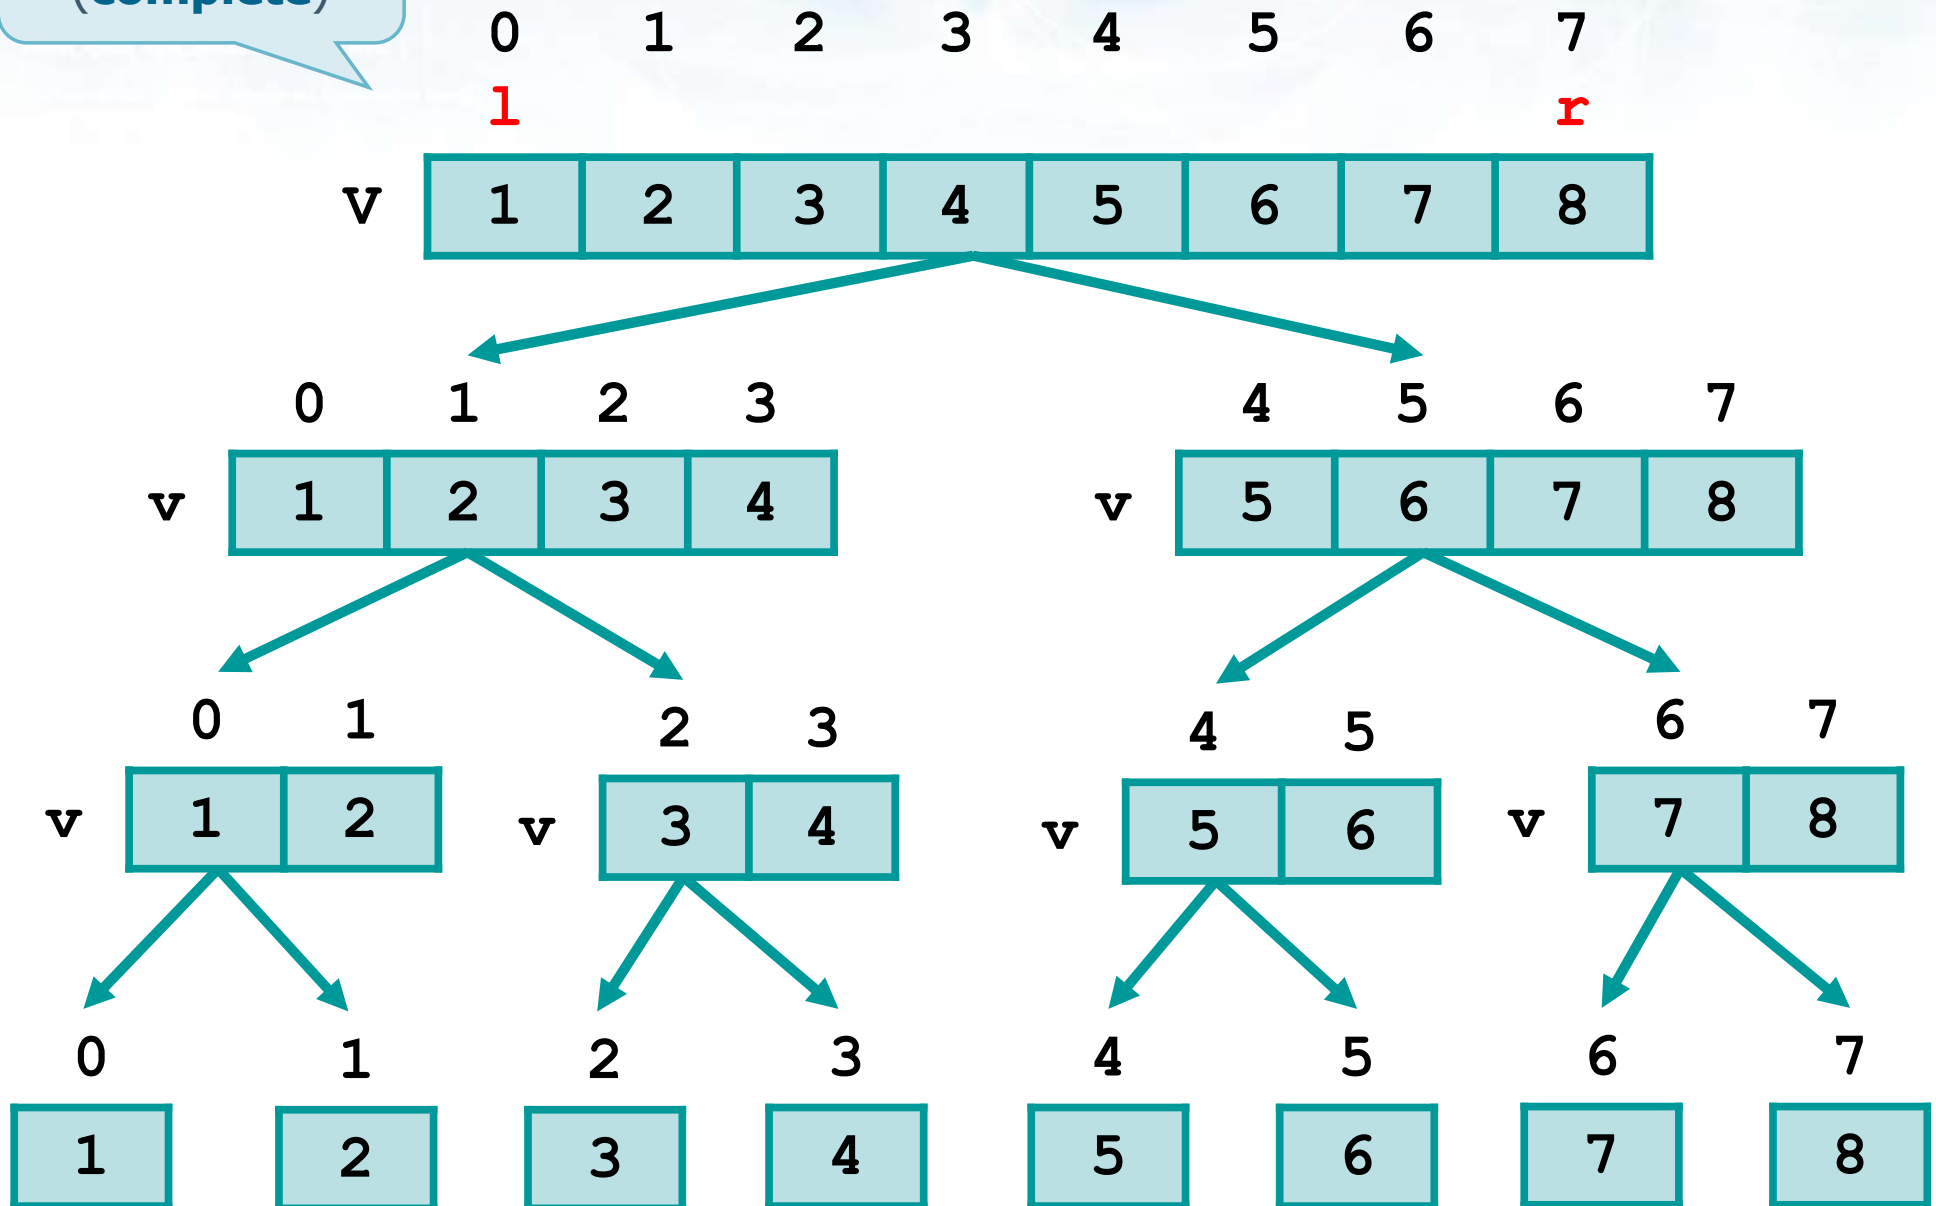 (complete)
0 1 2 3 4 5 6 7
l r
v 1 2 3 4 5 6 7 8
0 1 2 3 4 5 6 7
v 1 2 3 4 v 5 6 7 8
0 1 2 3 4 5 6 7
v 1 2 v 3 4 v 5 6 v 7 8
0 1 2 3 4 5 6 7
1 2 3 4 5 6 7 8